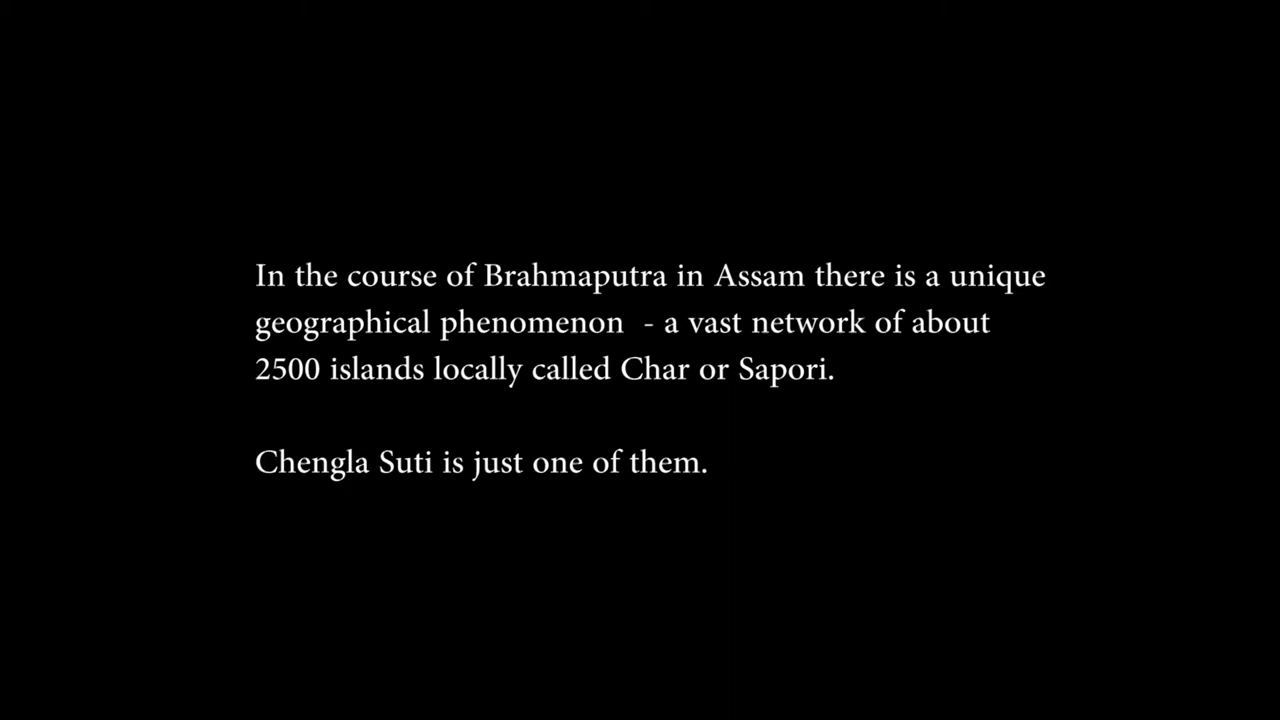 In the course of Brahmaputra in Assam there is a unique
geographical phenomenon  - a vast network of about
2500 islands locally called Char or Sapori.
Chengla Suti is just one of them.